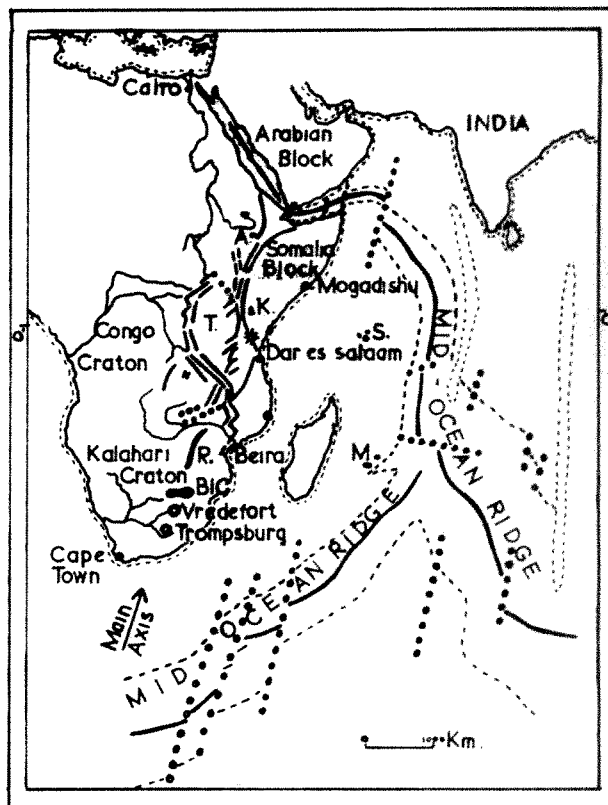 Cairo
Arabian
Block
INDIA
A
Somalia
Block
Mogadishu
K
T.
Congo
Craton
S.
Dar es salaam
MID-OCEAN RIDGE
Kalahari
Craton
R.
Beira
M
BIC
Vredefort
Trompsburg
Cape
Town
Main
Axis
MID OCEAN RIDGE
Km